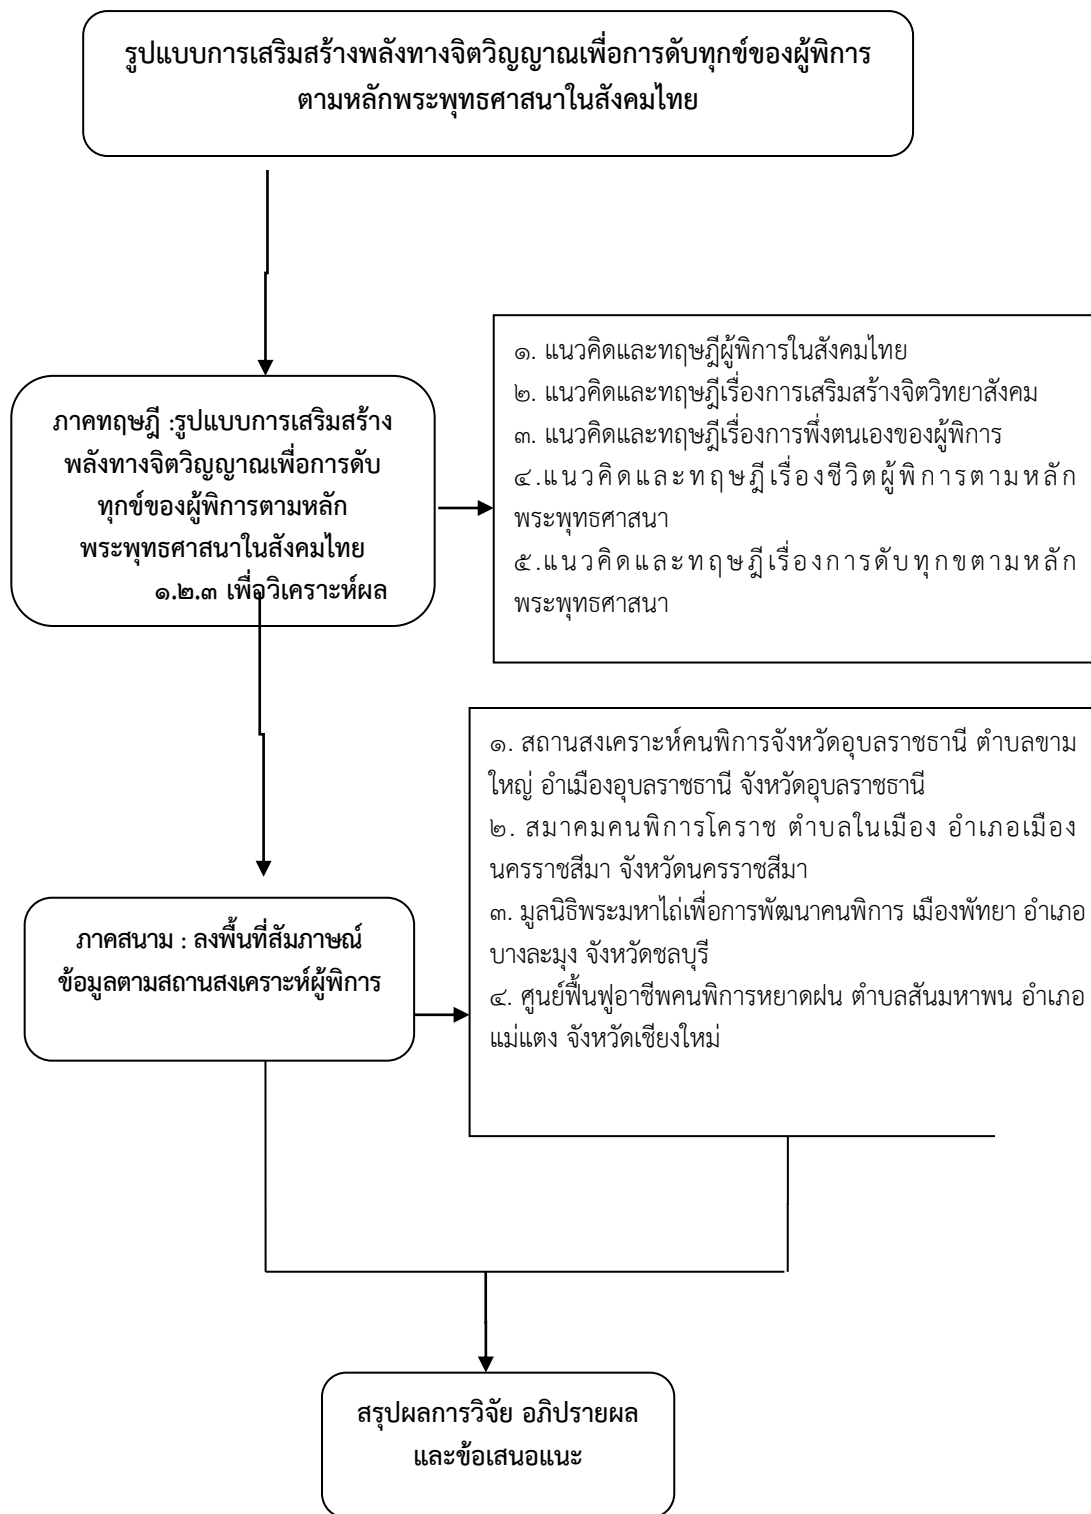 รูปแบบการเสริมสร้างพลังทางจิตวิญญาณเพื่อการดับทุกข์ของผู้พิการ
ตามหลักพระพุทธศาสนาในสังคมไทย
ภาคทฤษฎี :รูปแบบการเสริมสร้าง
พลังทางจิตวิญญาณเพื่อการดับ
ทุกข์ของผู้พิการตามหลัก
พระพุทธศาสนาในสังคมไทย
๑.๒.๓ เพื่อวิเคราะห์ผล
๑. แนวคิดและทฤษฎีผู้พิการในสังคมไทย
๒. แนวคิดและทฤษฎีเรื่องการเสริมสร้างจิตวิทยาสังคม
๓. แนวคิดและทฤษฎีเรื่องการพึ่งตนเองของผู้พิการ
๔.แนวคิดและทฤษฎีเรื่องชีวิตผู้พิการตามหลัก
พระพุทธศาสนา
๕.แนวคิดและทฤษฎีเรื่องการดับทุกขตามหลัก
พระพุทธศาสนา
๑. สถานสงเคราะห์คนพิการจังหวัดอุบลราชธานี ตำบลขาม
ใหญ่ อำเมืองอุบลราชธานี จังหวัดอุบลราชธานี
๒. สมาคมคนพิการโคราช ตำบลในเมือง อำเภอเมือง
นครราชสีมา จังหวัดนครราชสีมา
๓. มูลนิธิพระมหาไถ่เพื่อการพัฒนาคนพิการ เมืองพัทยา อำเภอ
บางละมุง จังหวัดชลบุรี
๔. ศูนย์ฟื้นฟูอาชีพคนพิการหยาดฝน ตำบลสันมหาพน อำเภอ
แม่แตง จังหวัดเชียงใหม่
ภาคสนาม : ลงพื้นที่สัมภาษณ์
ข้อมูลตามสถานสงเคราะห์ผู้พิการ
สรุปผลการวิจัย อภิปรายผล
และข้อเสนอแนะ